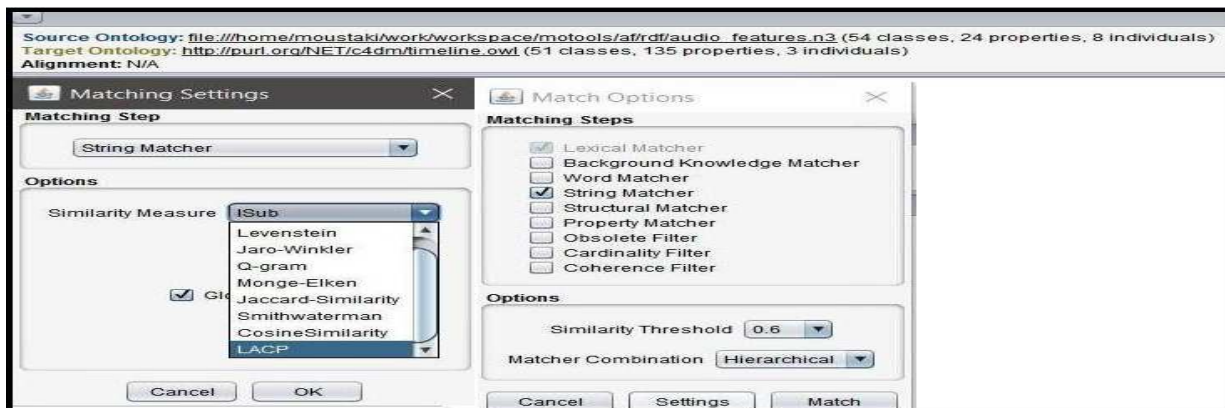 Source Ontology: file:///home/moustaki/work/workspace/motools/af/rdf/audio_features.n3 (54 classes, 24 properties, 8 individuals)
Target Ontology: http://purl.org/NET/c4dm/timeline.owl (51 classes, 135 properties, 3 individuals)
Alignment: N/A
Matching Settings
Matching Step
String Matcher
Options
Similarity Measure ISub
Levenstein
Jaro-Winkler
Q-gram
Monge-Elken
Jaccard-Similarity
Smithwaterman
CosineSimilarity
LACP
Cancel OK
Match Options
Matching Steps
Lexical Matcher
Background Knowledge Matcher
Word Matcher
String Matcher
Structural Matcher
Property Matcher
Obsolete Filter
Cardinality Filter
Coherence Filter
Options
Similarity Threshold 0.6
Matcher Combination Hierarchical
Cancel Settings Match